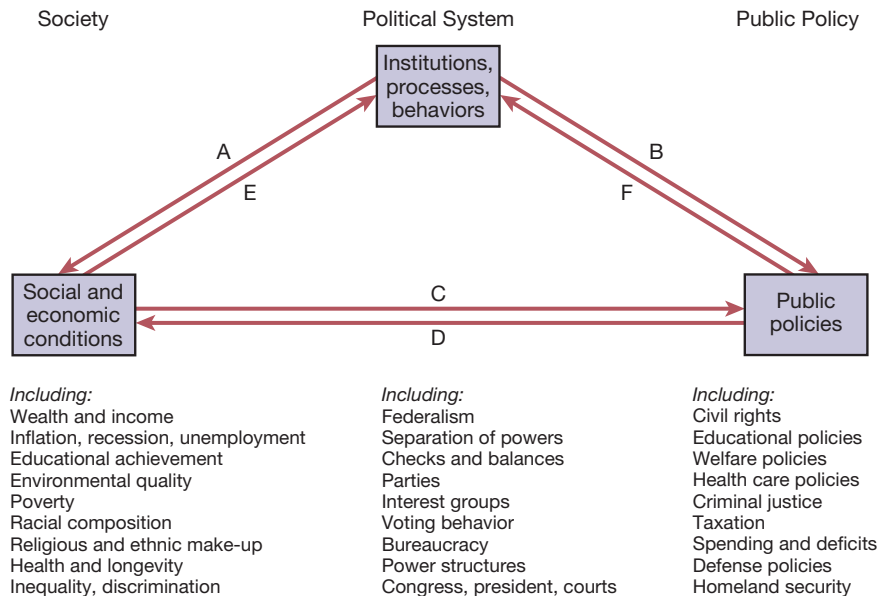 Society
Political System
Public Policy
Institutions,
processes,
behaviors
A
B
E
F
Social and
economic
conditions
C
D
Public
policies
Including:
Wealth and income
Inflation, recession, unemployment
Educational achievement
Environmental quality
Poverty
Racial composition
Religious and ethnic make-up
Health and longevity
Inequality, discrimination
Including:
Federalism
Separation of powers
Checks and balances
Parties
Interest groups
Voting behavior
Bureaucracy
Power structures
Congress, president, courts
Including:
Civil rights
Educational policies
Welfare policies
Health care policies
Criminal justice
Taxation
Spending and deficits
Defense policies
Homeland security